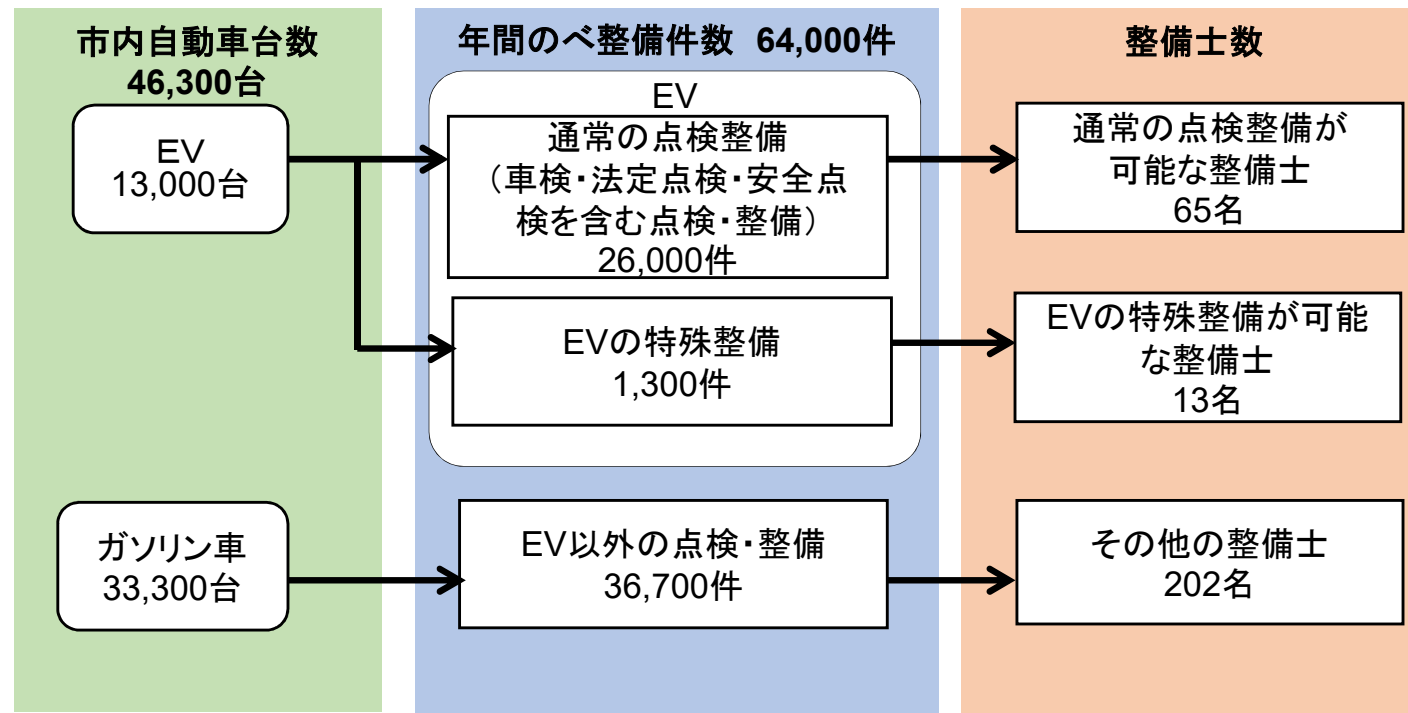 市内自動車台数
46,300台
EV
13,000台
ガソリン車
33,300台
年間のべ整備件数 64,000件
EV
通常の点検整備
（車検・法定点検・安全点
検を含む点検・整備）
26,000件
EVの特殊整備
1,300件
EV以外の点検・整備
36,700件
整備士数
通常の点検整備が
可能な整備士
65名
EVの特殊整備が可能
な整備士
13名
その他の整備士
202名